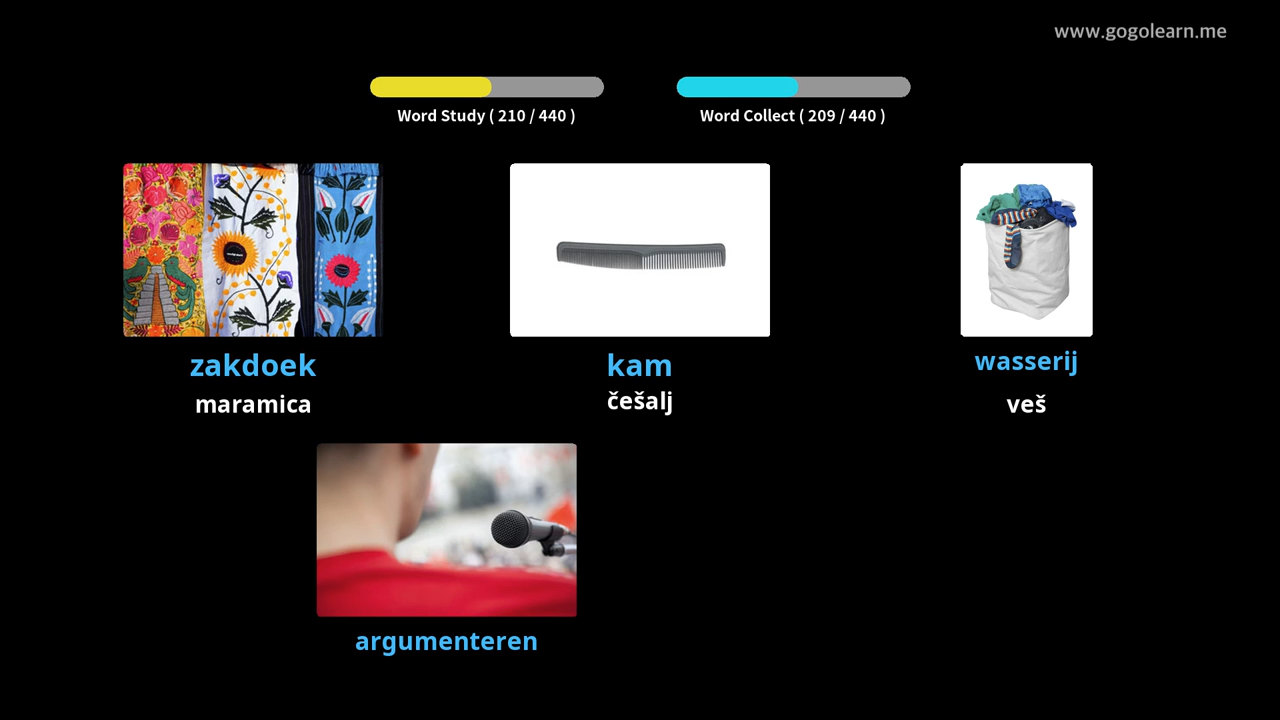 www.gogolearn.me
Word Study ( 210 / 440 )
Word Collect ( 209 / 440 )
zakdoek
maramica
kam
češalj
wasserij
veš
argumenteren